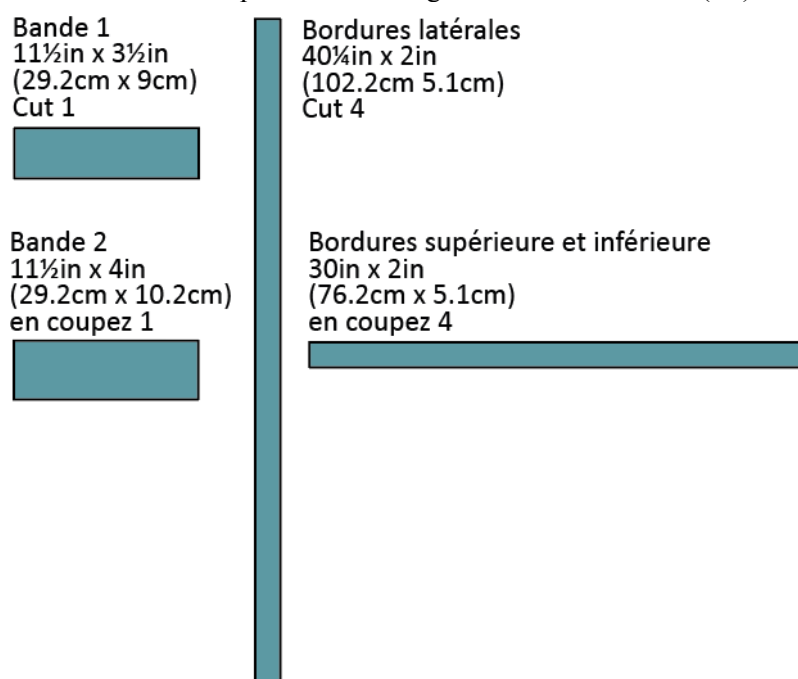 Bande 1
11½in x 3½in
(29.2cm x 9cm)
Cut 1
Bordures latérales
40¼in x 2in
(102.2cm 5.1cm)
Cut 4
Bande 2
11½in x 4in
(29.2cm x 10.2cm)
en coupez 1
Bordures supérieure et inférieure
30in x 2in
(76.2cm x 5.1cm)
en coupez 4